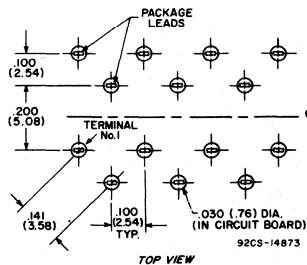 PACKAGE
LEADS
.100
(2.54)
.200
(5.08)
TERMINAL
No.1
.141
(3.58)
.100
(2.54)
TYP.
.030 (.76) DIA.
(IN CIRCUIT BOARD)
92CS-14873
TOP VIEW